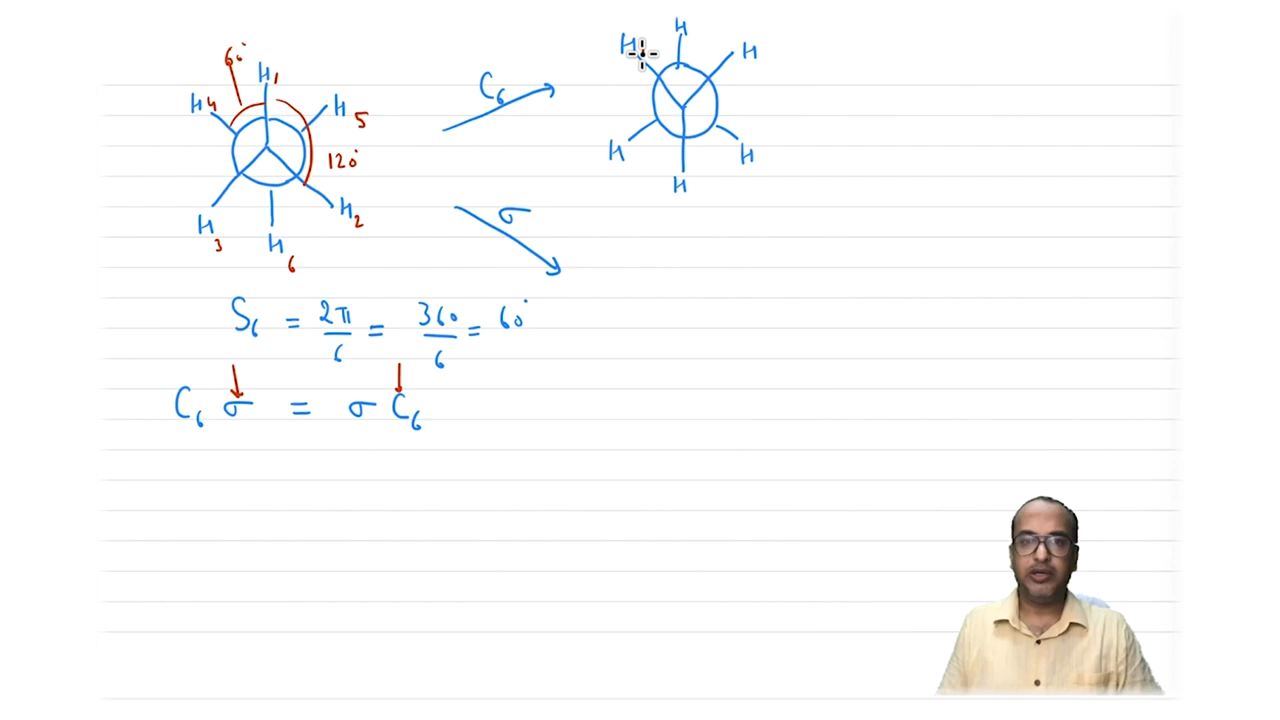 60°
H1
H4
H5
120°
H2
H3
H6
C6
H
H
H
H
H
H
σ
S6 = 2π/6 = 360/6 = 60°
C6 σ = σ C6